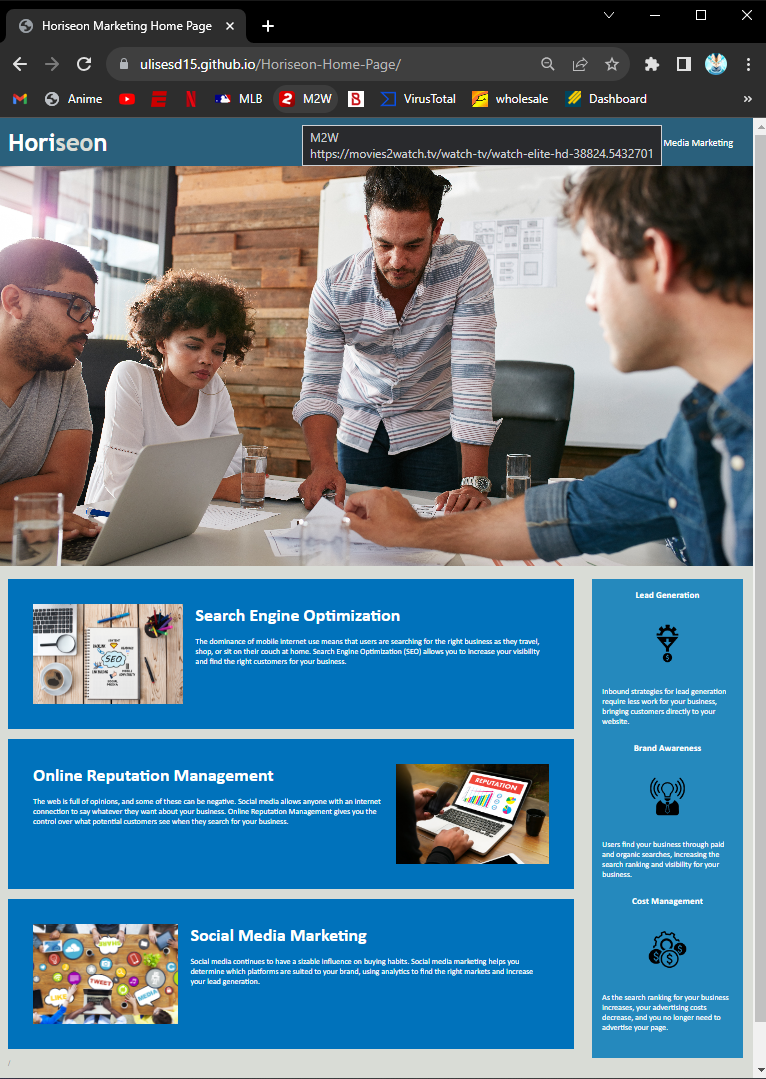 Horiseon Marketing Home Page
ulisesd15.github.io/Horiseon-Home-Page/
Anime
MLB
M2W
VirusTotal
wholesale
Dashboard
»
Horiseon
M2W
https://movies2watch.tv/watch-tv/watch-elite-hd-38824.5432701
Media Marketing
Search Engine Optimization
The dominance of mobile internet use means that users are searching for the right business as they travel,
shop, or sit on their couch at home. Search Engine Optimization (SEO) allows you to increase your visibility
and find the right customers for your business.
SEO
Online Reputation Management
The web is full of opinions, and some of these can be negative. Social media allows anyone with an internet
connection to say whatever they want about your business. Online Reputation Management gives you the
control over what potential customers see when they search for your business.
REPUTATION
Social Media Marketing
Social media continues to have a sizable influence on buying habits. Social media marketing helps you
determine which platforms are suited to your brand, using analytics to find the right markets and increase
your lead generation.
SHARE
TWEET
LIKE
MEDIA
Lead Generation
Inbound strategies for lead generation
require less work for your business,
bringing customers directly to your
website.
Brand Awareness
Users find your business through paid
and organic searches, increasing the
search ranking and visibility for your
business.
Cost Management
As the search ranking for your business
increases, your advertising costs
decrease, and you no longer need to
advertise your page.
/